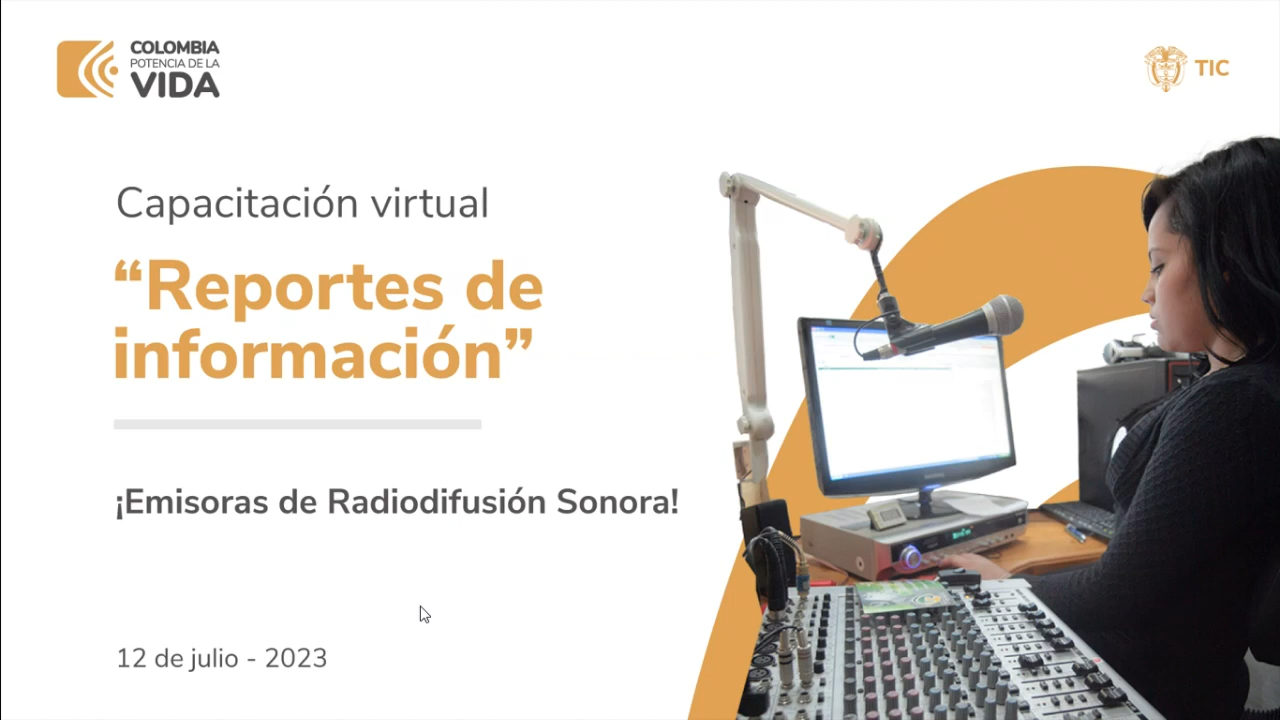 COLOMBIA
POTENCIA DE LA
VIDA
TIC
Capacitación virtual
“Reportes de
información”
¡Emisoras de Radiodifusión Sonora!
12 de julio - 2023